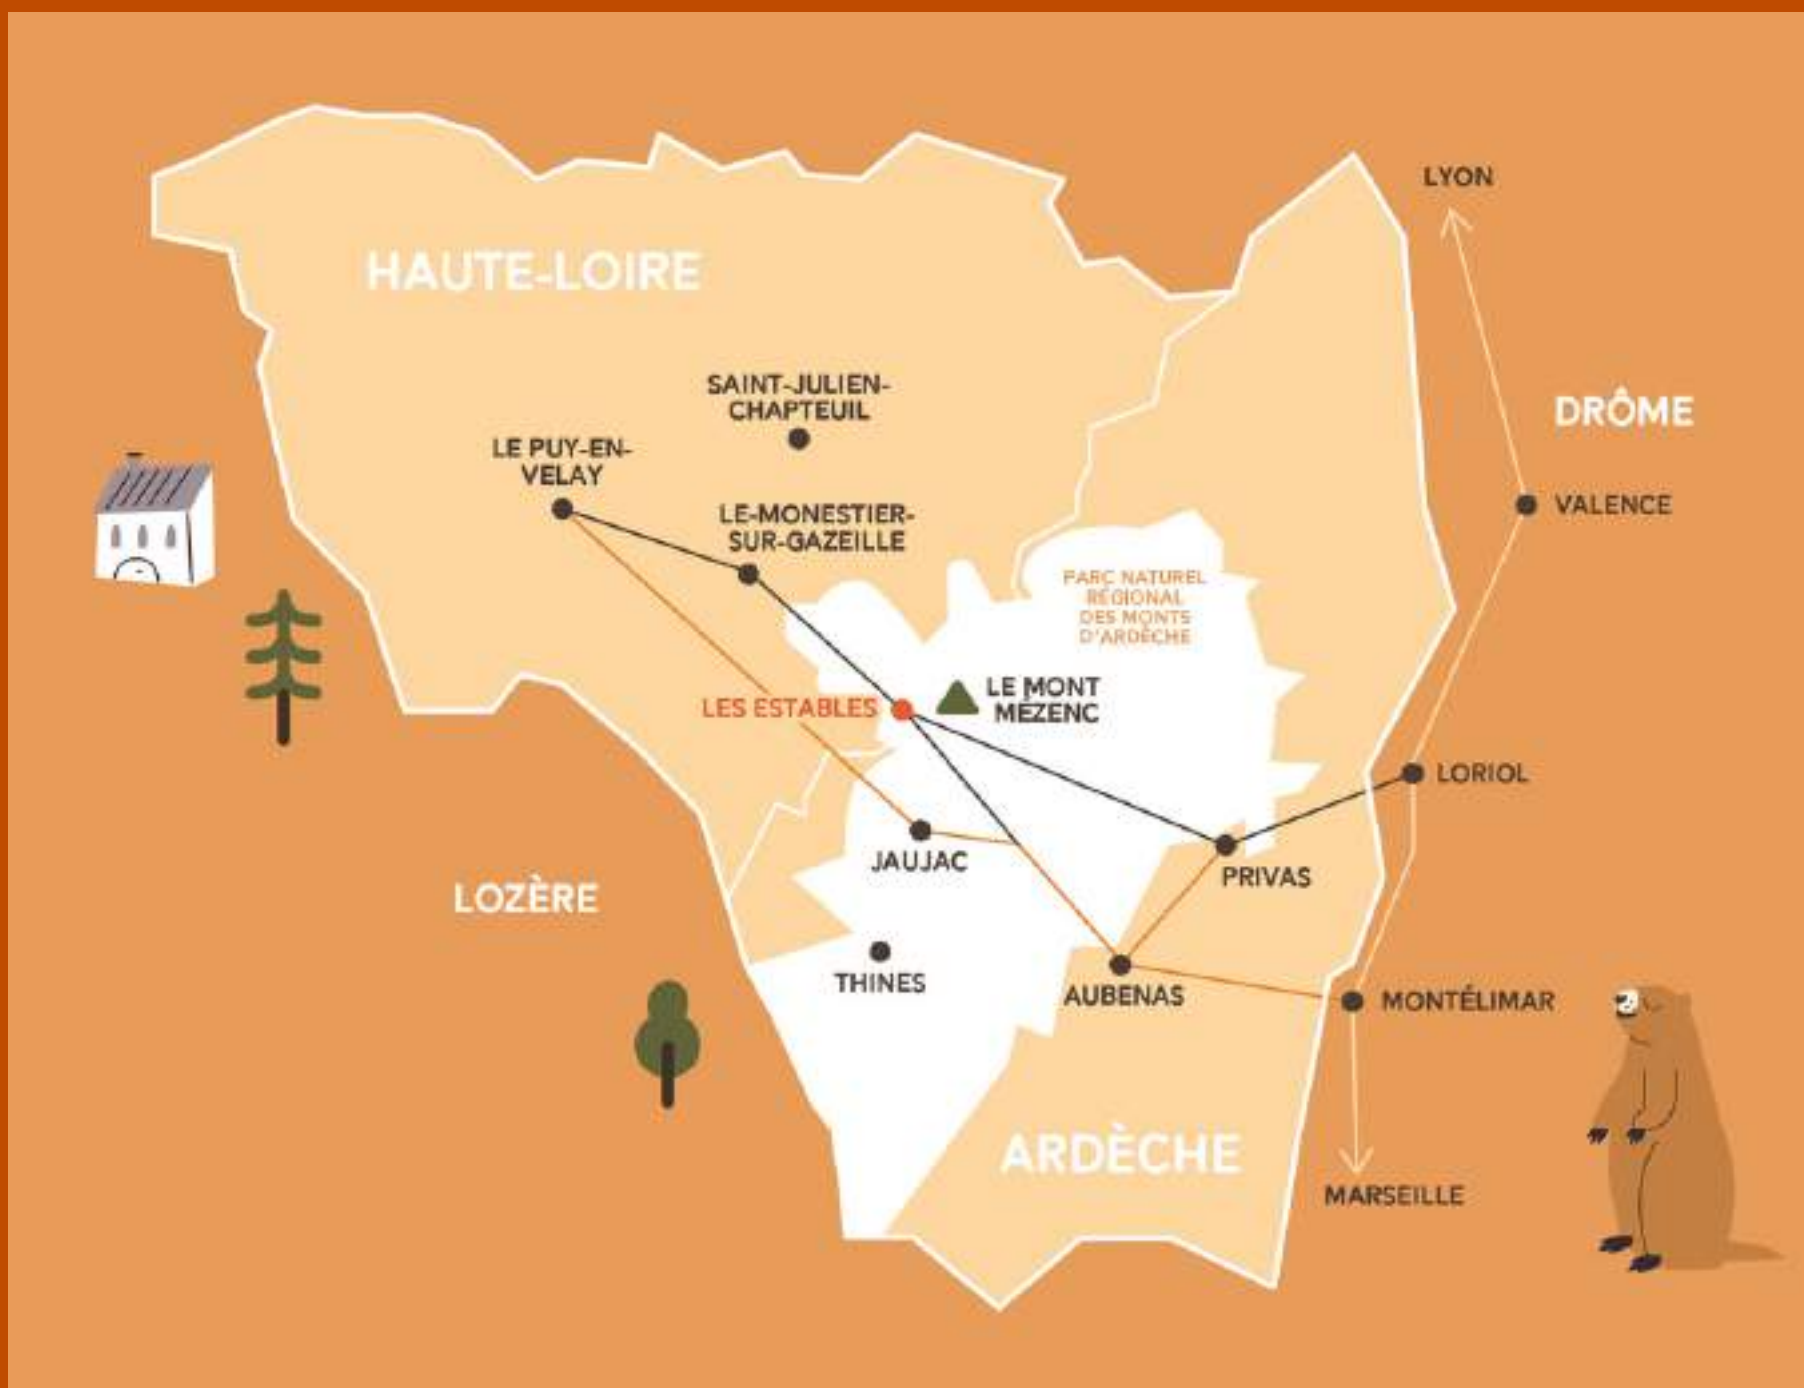 LYON
HAUTE-LOIRE
SAINT-JULIEN-
CHAPTEUIL
DRÔME
LE PUY-EN-
VELAY
LE-MONESTIER-
SUR-GAZEILLE
VALENCE
PARC NATUREL
RÉGIONAL
DES MONTS
D'ARDÈCHE
LES ESTABLES
LE MONT
MÉZENC
LORIOL
JAUJAC
PRIVAS
LOZÈRE
THINES
AUBENAS
MONTÉLIMAR
ARDÈCHE
MARSEILLE